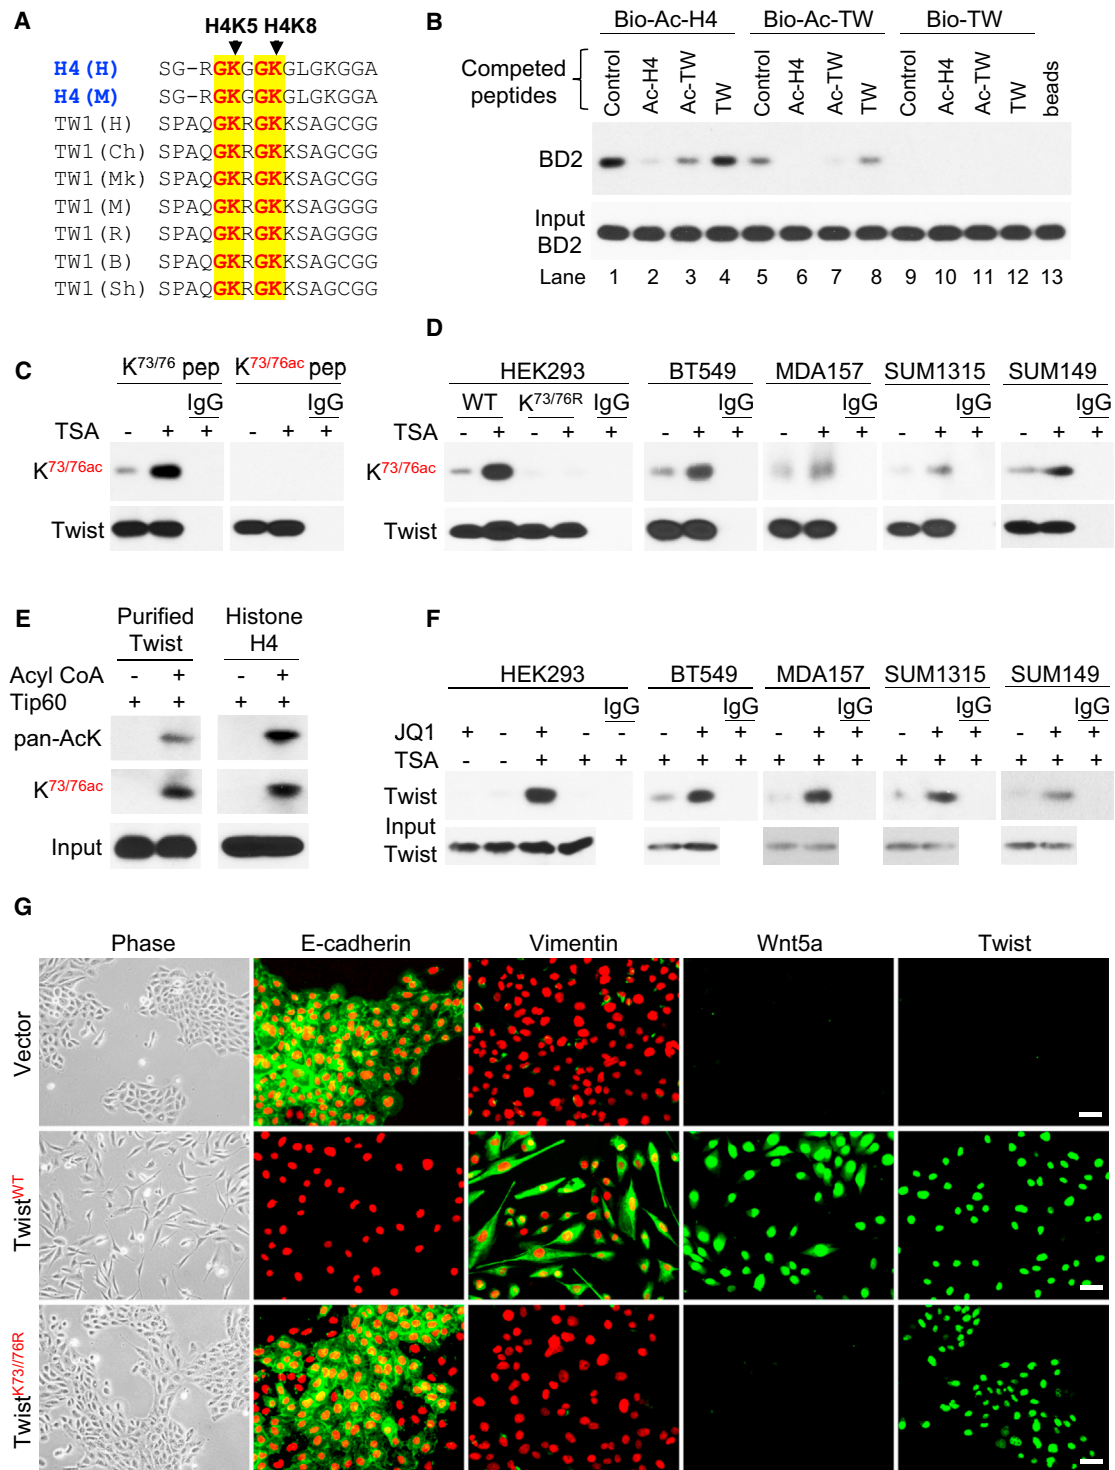 A
H4K5 H4K8
H4(H) SG-RGKGGKGLGKGGA
H4(M) SG-RGKGGKGLGKGGA
TW1(H) SPAQGKRGKKSAGCGG
TW1(Ch) SPAQGKRGKKSAGCGG
TW1(Mk) SPAQGKRGKKSAGCGG
TW1(M) SPAQGKRGKKSAGGGG
TW1(R) SPAQGKRGKKSAGGGG
TW1(B) SPAQGKRGKKSAGCGG
TW1(Sh) SPAQGKRGKKSAGCGG
B
Bio-Ac-H4 Bio-Ac-TW Bio-TW
Competed peptides
Control Ac-H4 Ac-TW TW Control Ac-H4 Ac-TW TW Control Ac-H4 Ac-TW TW beads
BD2
Input BD2
Lane 1 2 3 4 5 6 7 8 9 10 11 12 13
C
K73/76 pep K73/76ac pep
IgG IgG
TSA - + + - + +
K73/76ac
Twist
D
HEK293 BT549 MDA157 SUM1315 SUM149
WT K73/76R IgG IgG IgG IgG IgG
TSA - + - + + - + + - + + - + + - + +
K73/76ac
Twist
E
Purified Twist Histone H4
Acyl CoA - + - +
Tip60 + + + +
pan-AcK
K73/76ac
Input
F
HEK293 BT549 MDA157 SUM1315 SUM149
IgG IgG IgG IgG IgG
JQ1 + - + - - - + + - + + - + + - + +
TSA - - + + + + + + + + + + + + + + +
Twist
Input
Twist
G
Phase E-cadherin Vimentin Wnt5a Twist
Vector
TwistWT
TwistK73//76R